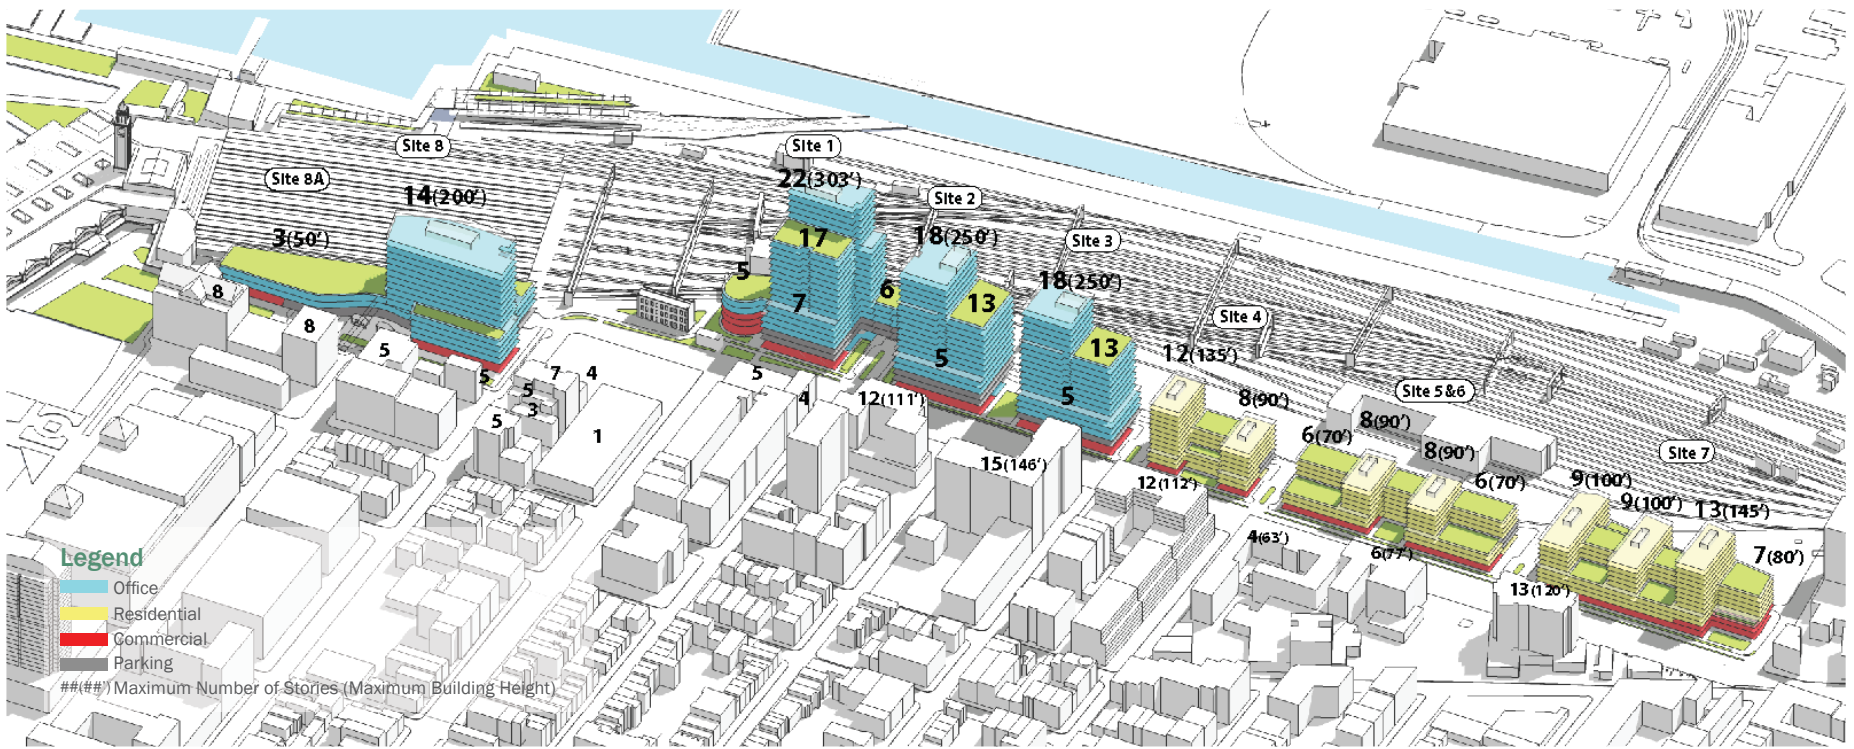 Site 8
Site 1
Site 8A
22(303′)
14(200′)
Site 2
3(50′)
17
18(250′)
Site 3
5
18(250′)
8
6
7
13
Site 4
8
13
12(135′)
5
5
5
5
7
4
5
4
12(111′)
8(90′)
Site 5&6
5
3
5
1
8(90′)
6(70′)
8(90′)
Site 7
15(146′)
12(112′)
6(70′)
9(100′)
9(100′)
13(145′)
4(63′)
6(77′)
7(80′)
13(120′)
Legend
Office
Residential
Commercial
Parking
##(##′) Maximum Number of Stories (Maximum Building Height)